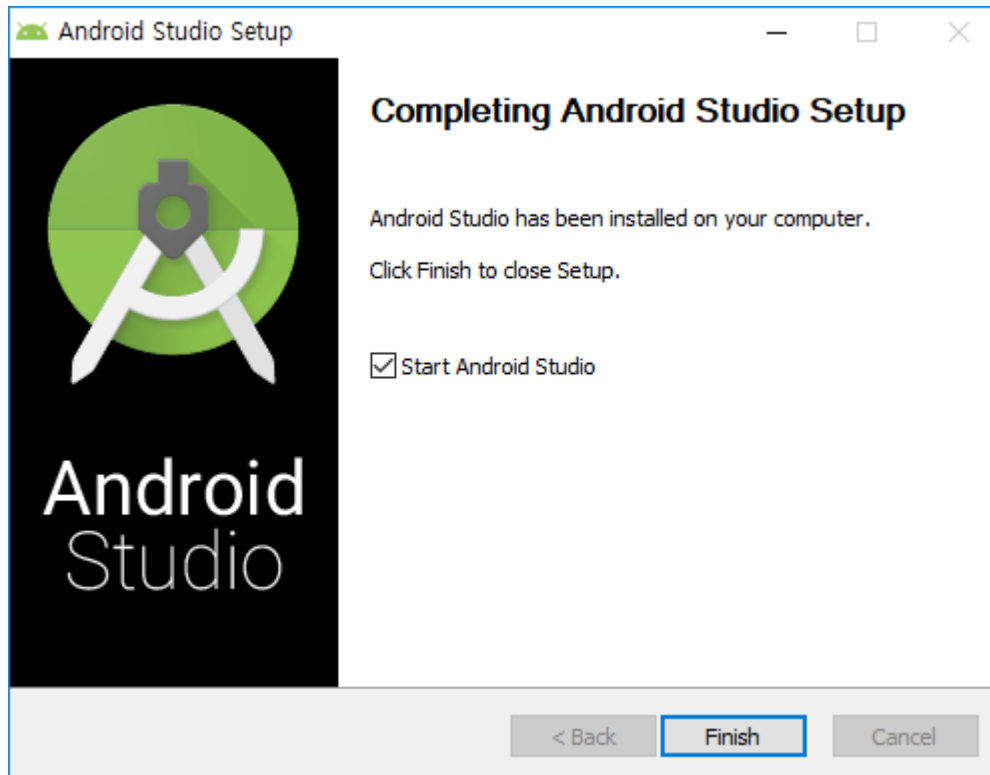 Android Studio Setup
Completing Android Studio Setup
Android Studio has been installed on your computer.
Click Finish to close Setup.
Start Android Studio
Android
Studio
< Back
Finish
Cancel